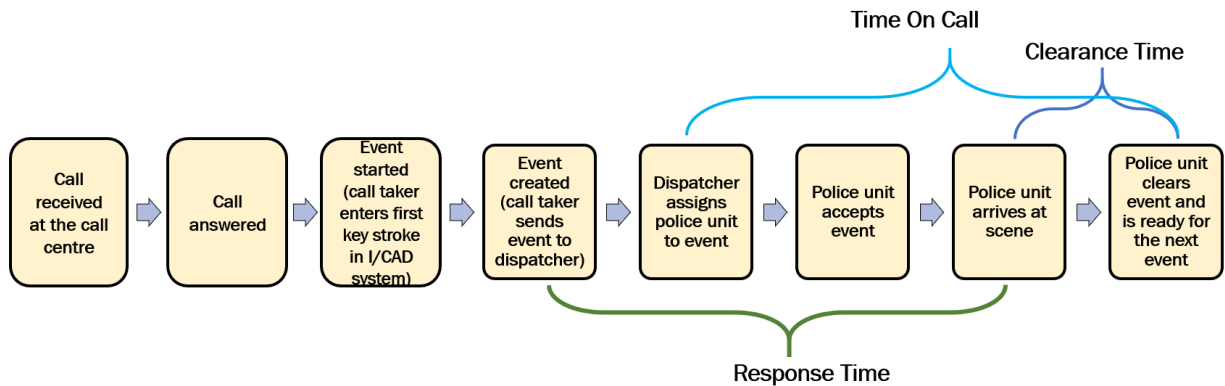 Time On Call
Clearance Time
Call
received
at the call
centre
Call
answered
Event
started
(call taker
enters first
key stroke
in I/CAD
system)
Event
created
(call taker
sends
event to
dispatcher)
Dispatcher
assigns
police unit
to event
Police unit
accepts
event
Police unit
arrives at
scene
Police unit
clears
event and
is ready for
the next
event
Response Time